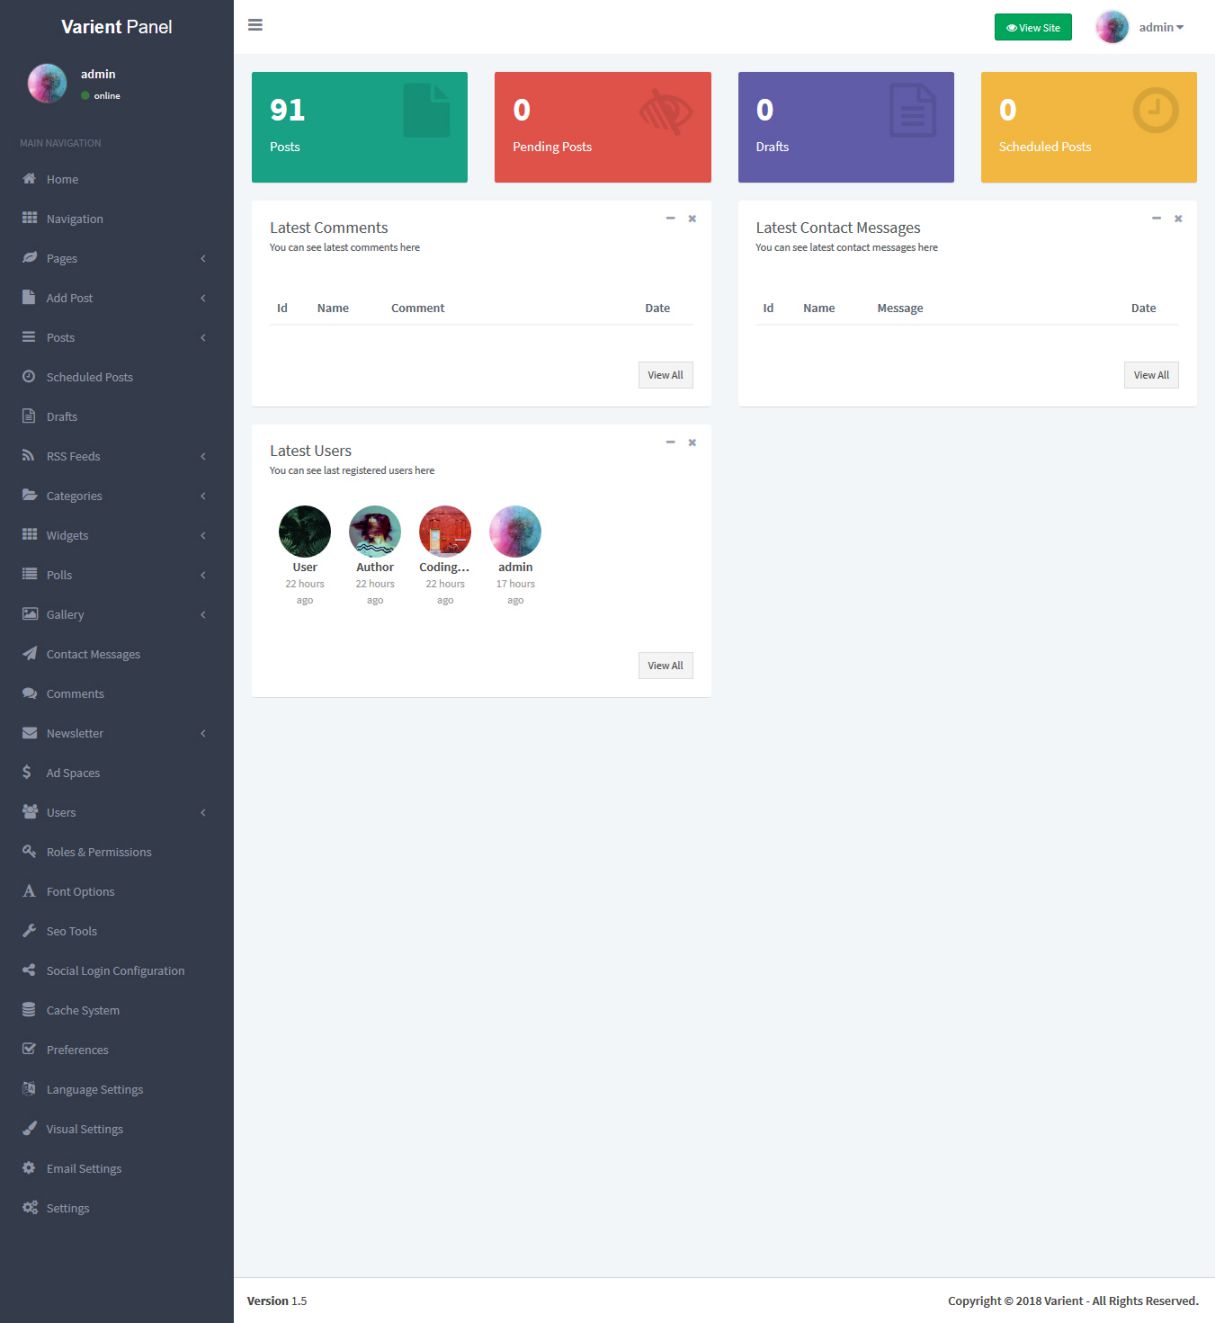 Varient Panel
admin
online
MAIN NAVIGATION
Home
Navigation
Pages
Add Post
Posts
Scheduled Posts
Drafts
RSS Feeds
Categories
Widgets
Polls
Gallery
Contact Messages
Comments
Newsletter
Ad Spaces
Users
Roles & Permissions
Font Options
Seo Tools
Social Login Configuration
Cache System
Preferences
Language Settings
Visual Settings
Email Settings
Settings
View Site
admin
91
Posts
0
Pending Posts
0
Drafts
0
Scheduled Posts
Latest Comments
You can see latest comments here
Id Name Comment Date
View All
Latest Contact Messages
You can see latest contact messages here
Id Name Message Date
View All
Latest Users
You can see last registered users here
User
22 hours
ago
Author
22 hours
ago
Coding...
22 hours
ago
admin
17 hours
ago
View All
Version 1.5
Copyright © 2018 Varient - All Rights Reserved.